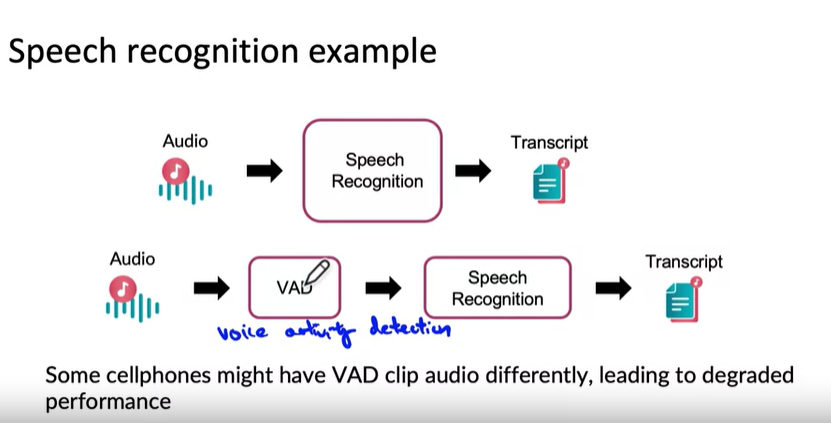 Speech recognition example
Audio
Speech
Recognition
Transcript
Audio
VAD
Speech
Recognition
Transcript
voice activity detection
Some cellphones might have VAD clip audio differently, leading to degraded
performance